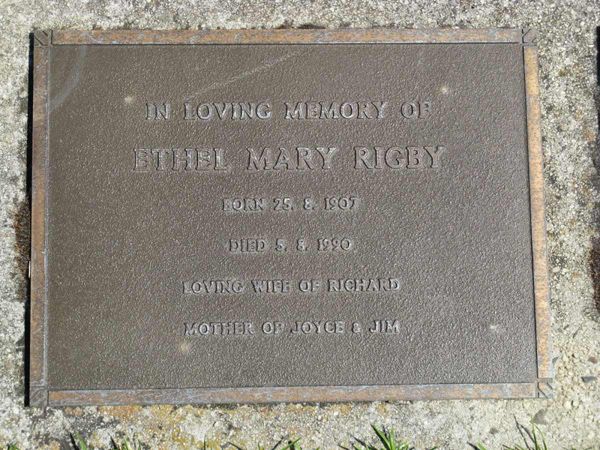 IN LOVING MEMORY OF
ETHEL MARY RIGBY
BORN 25. 8. 1907
DIED 5. 8. 1990
LOVING WIFE OF RICHARD
MOTHER OF JOYCE & JIM